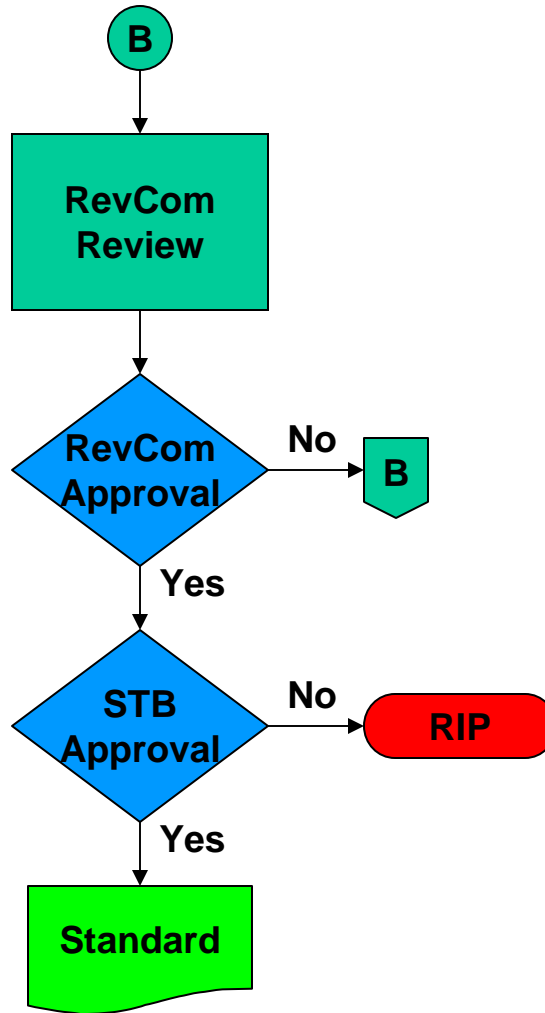 B
RevCom
Review
RevCom
Approval
No
B
Yes
STB
Approval
No
RIP
Yes
Standard